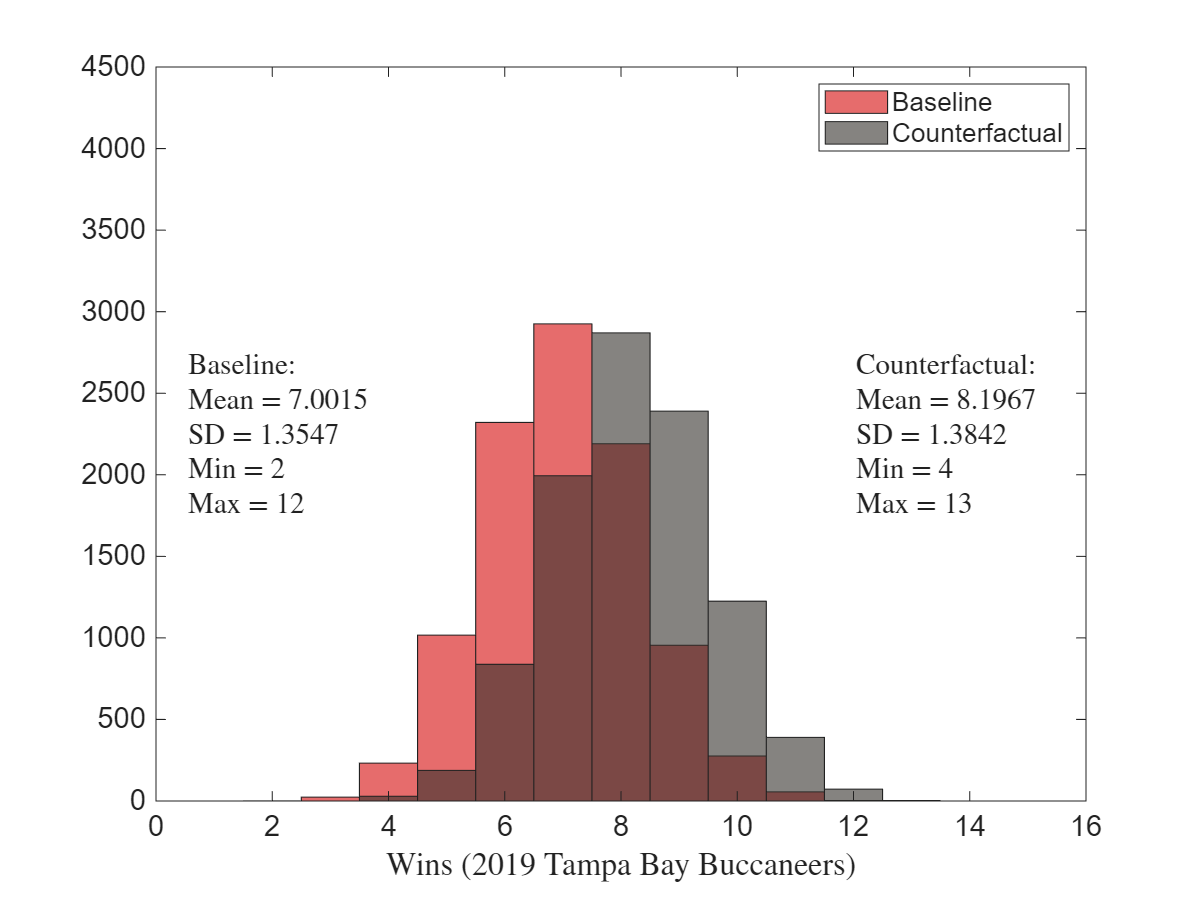 4500
4000
3500
3000
2500
2000
1500
1000
500
0
Baseline
Counterfactual
Baseline:
Mean = 7.0015
SD = 1.3547
Min = 2
Max = 12
Counterfactual:
Mean = 8.1967
SD = 1.3842
Min = 4
Max = 13
0 2 4 6 8 10 12 14 16
Wins (2019 Tampa Bay Buccaneers)